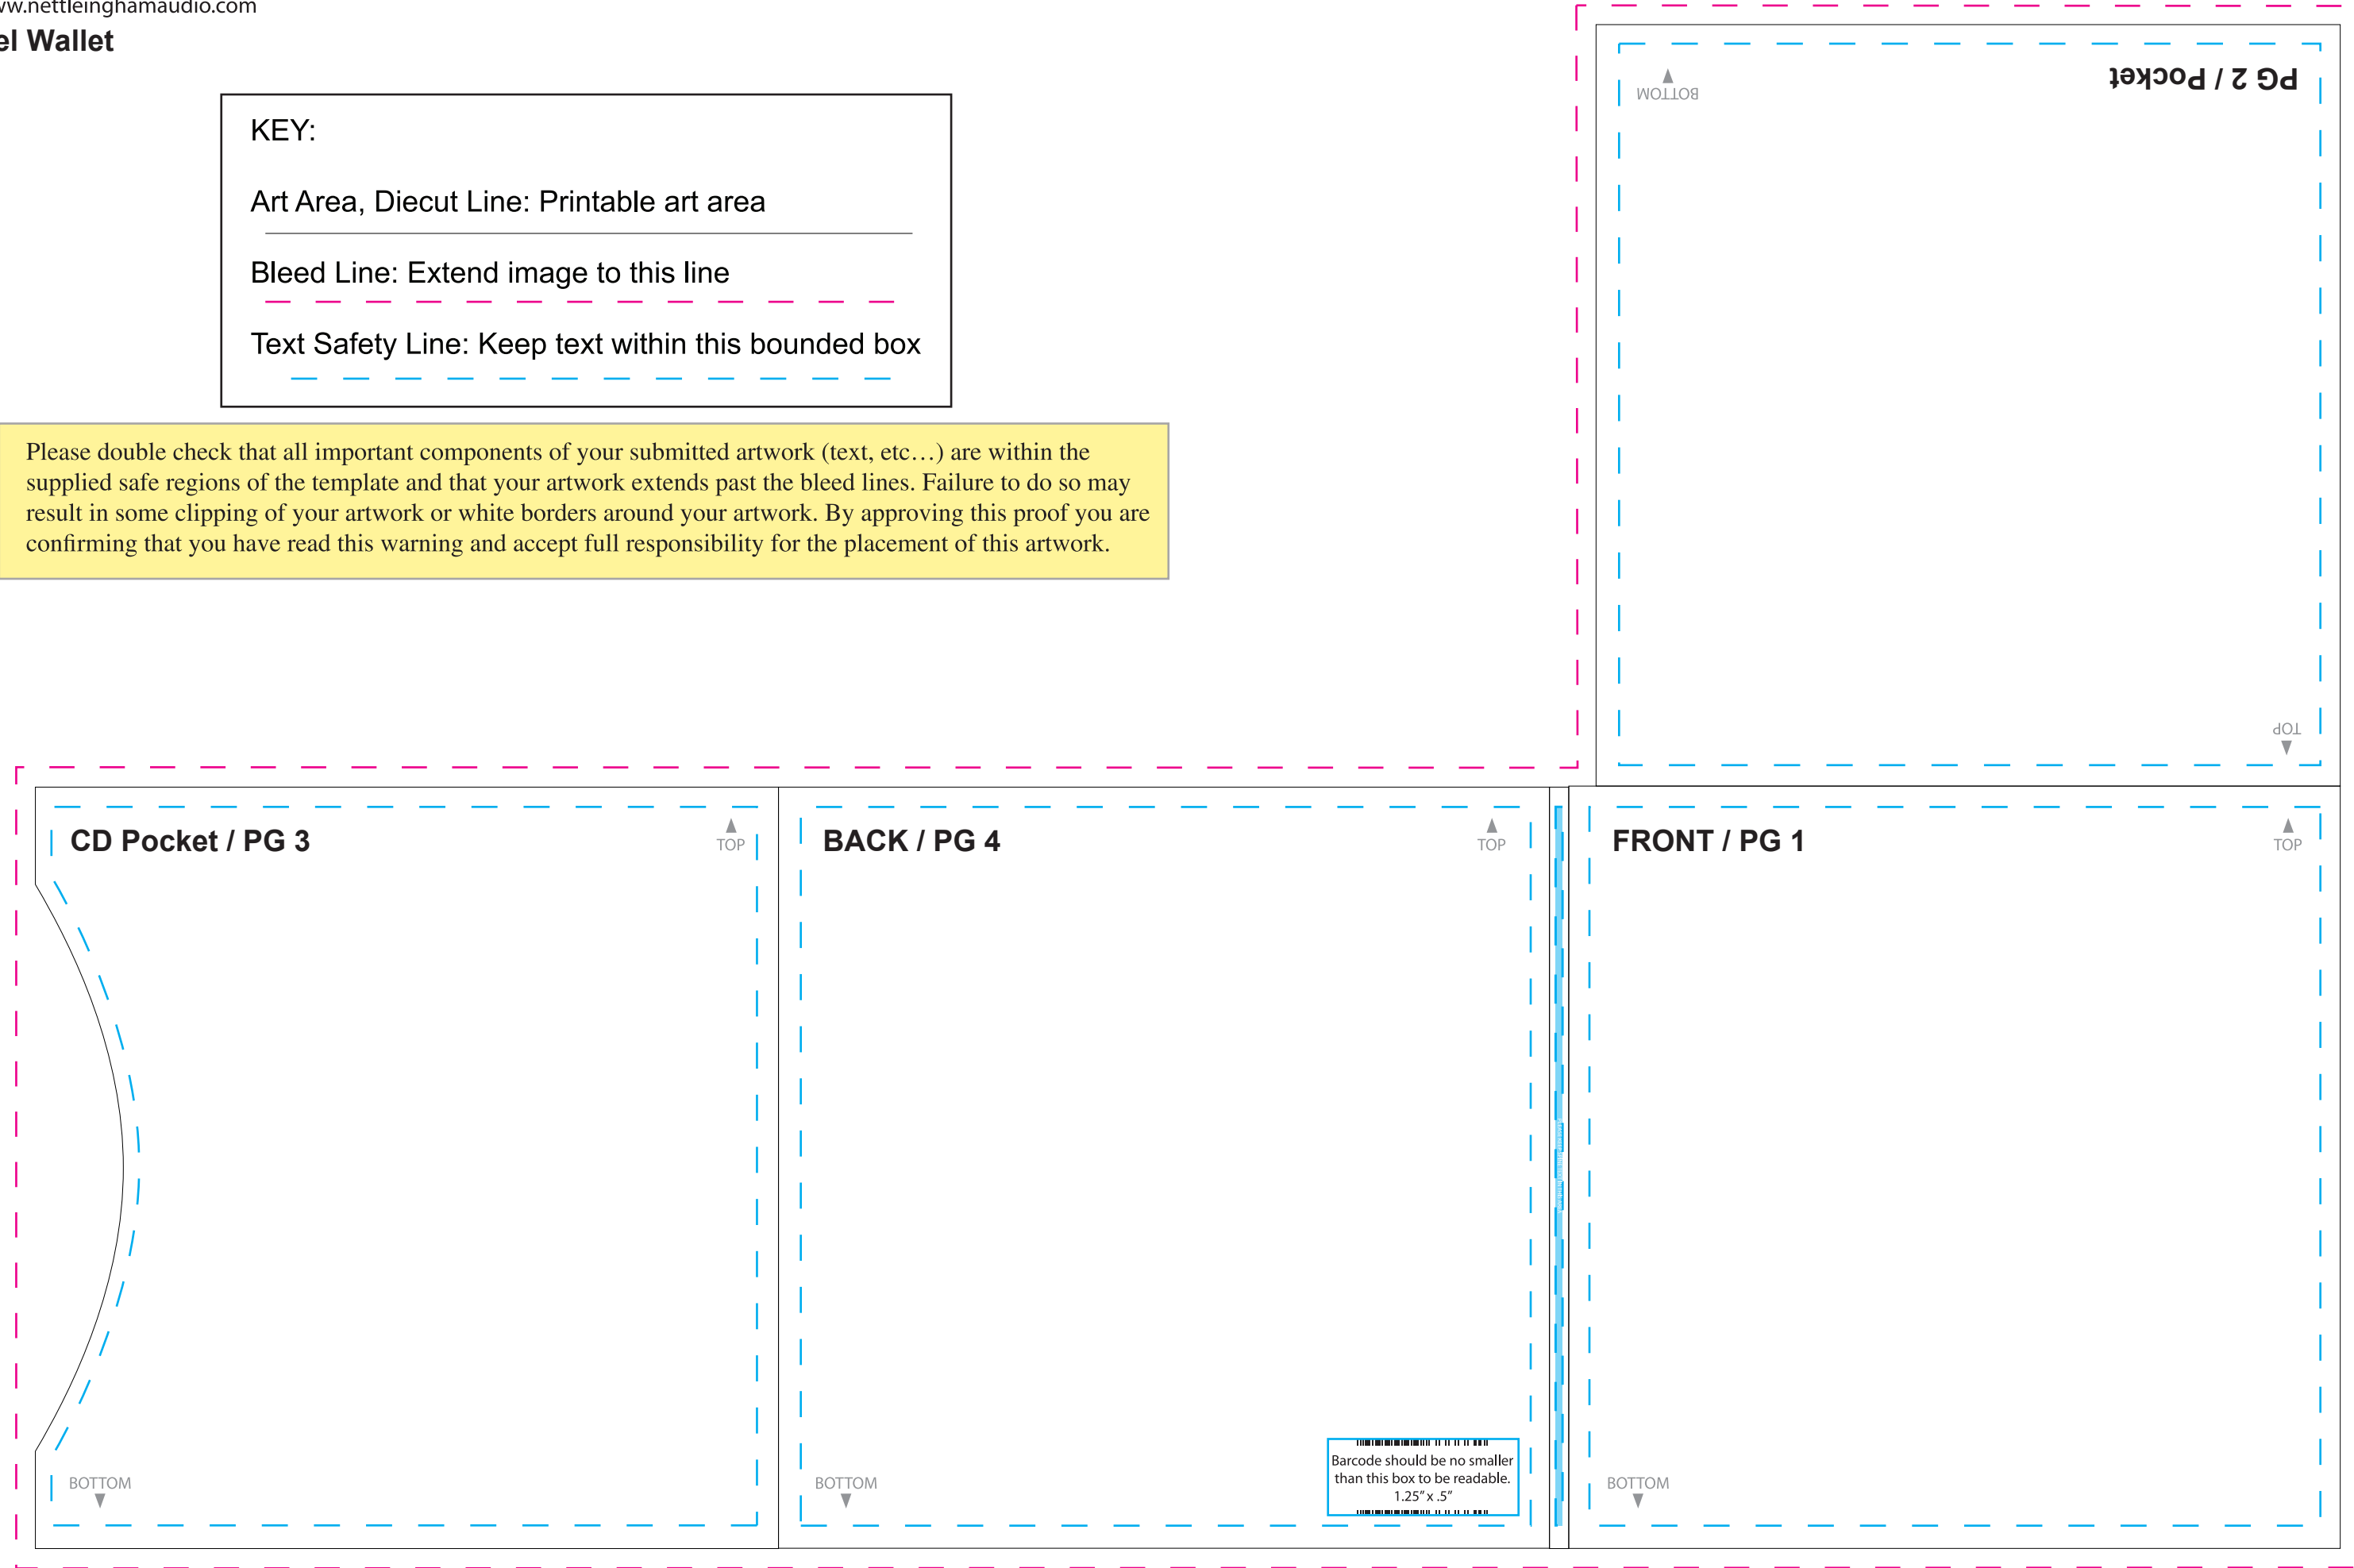 ww.nettleinghamaudio.com
el Wallet
KEY:
Art Area, Diecut Line: Printable art area
Bleed Line: Extend image to this line
Text Safety Line: Keep text within this bounded box
Please double check that all important components of your submitted artwork (text, etc…) are within the
supplied safe regions of the template and that your artwork extends past the bleed lines. Failure to do so may
result in some clipping of your artwork or white borders around your artwork. By approving this proof you are
confirming that you have read this warning and accept full responsibility for the placement of this artwork.
PG 2 / Pocket
BOTTOM
TOP
CD Pocket / PG 3
TOP
BOTTOM
BACK / PG 4
TOP
BOTTOM
Barcode should be no smaller
than this box to be readable.
1.25” x .5”
FRONT / PG 1
TOP
BOTTOM